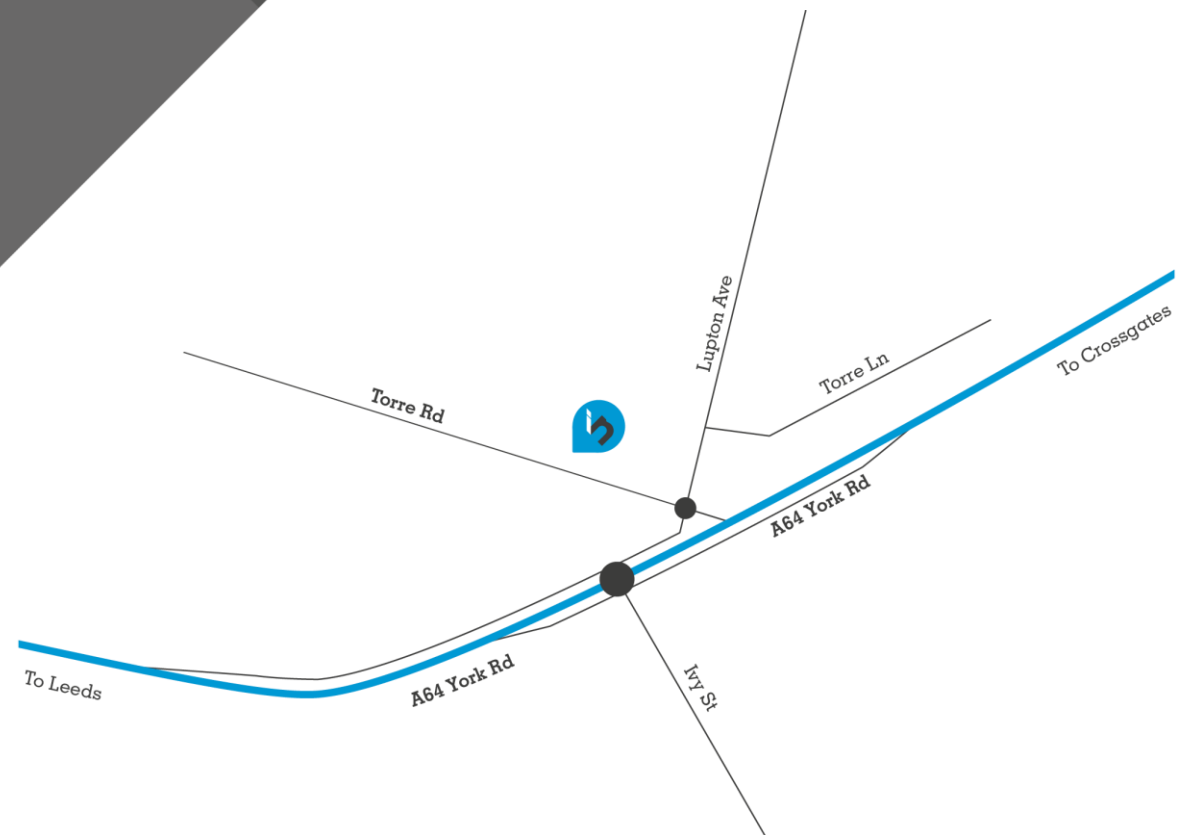 Lupton Ave
To Crossgates
Torre Ln
Torre Rd
A64 York Rd
A64 York Rd
To Leeds
Ivy St